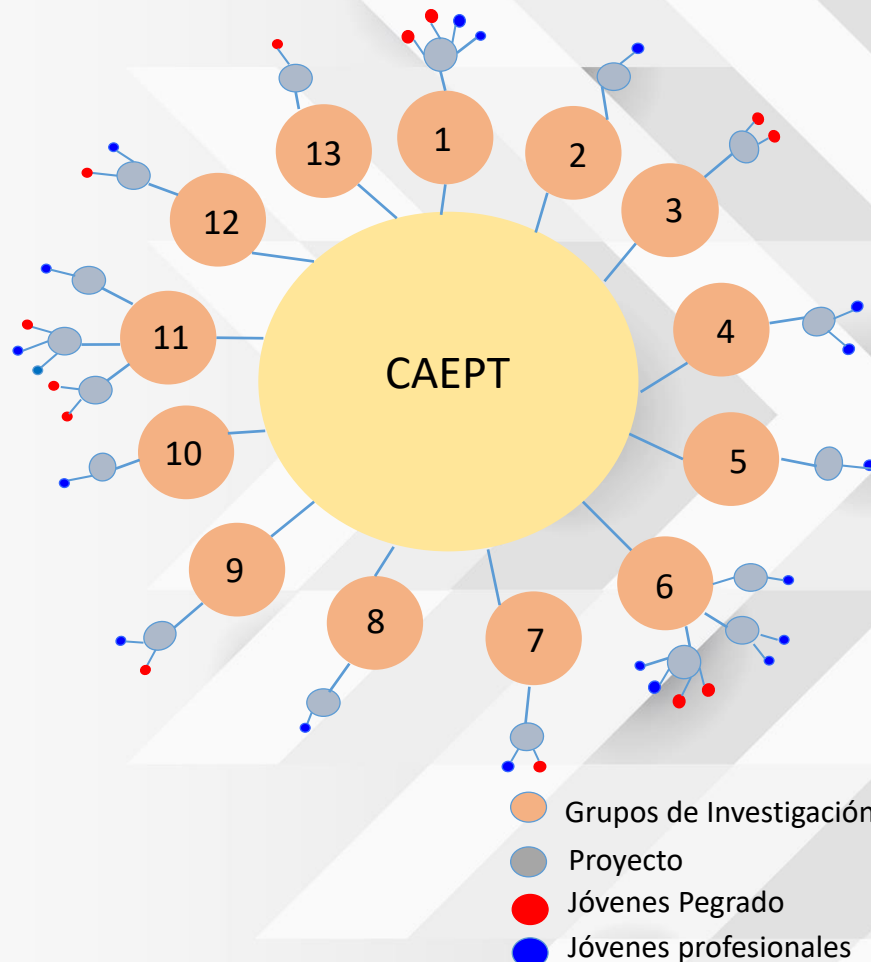 1
2
3
4
5
6
7
8
9
10
11
12
13
CAEPT
Grupos de Investigación
Proyecto
Jóvenes Pegrado
Jóvenes profesionales